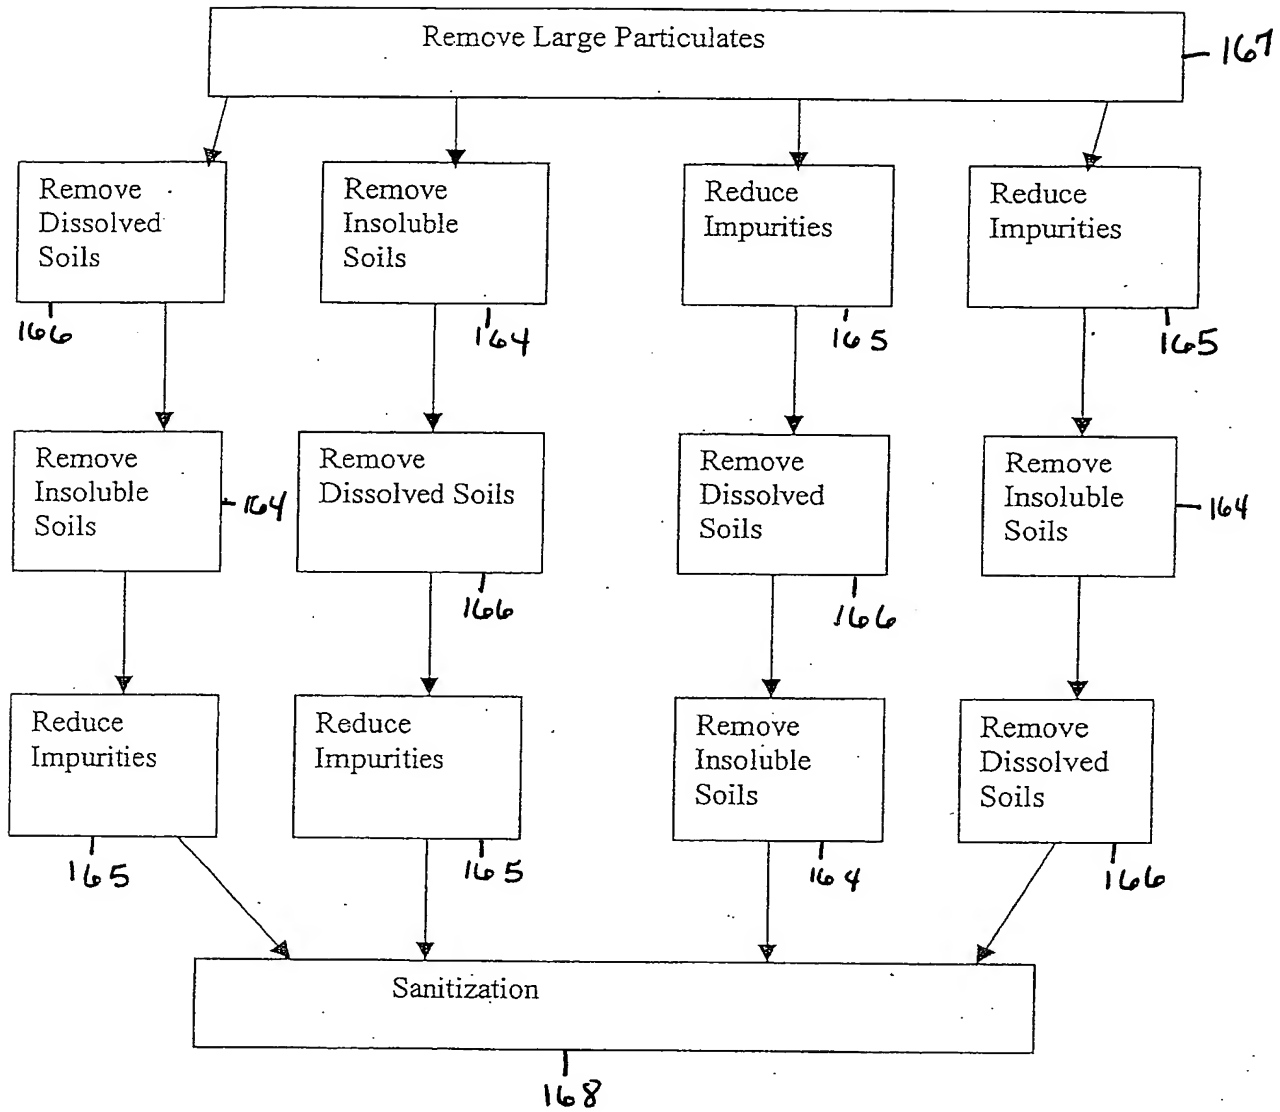 Remove Large Particulates
167
Remove
Dissolved
Soils
166
Remove
Insoluble
Soils
164
Reduce
Impurities
165
Reduce
Impurities
165
Remove
Insoluble
Soils
164
Remove
Dissolved Soils
166
Remove
Dissolved
Soils
166
Remove
Insoluble
Soils
164
Reduce
Impurities
165
Reduce
Impurities
165
Remove
Insoluble
Soils
164
Remove
Dissolved
Soils
166
Sanitization
168